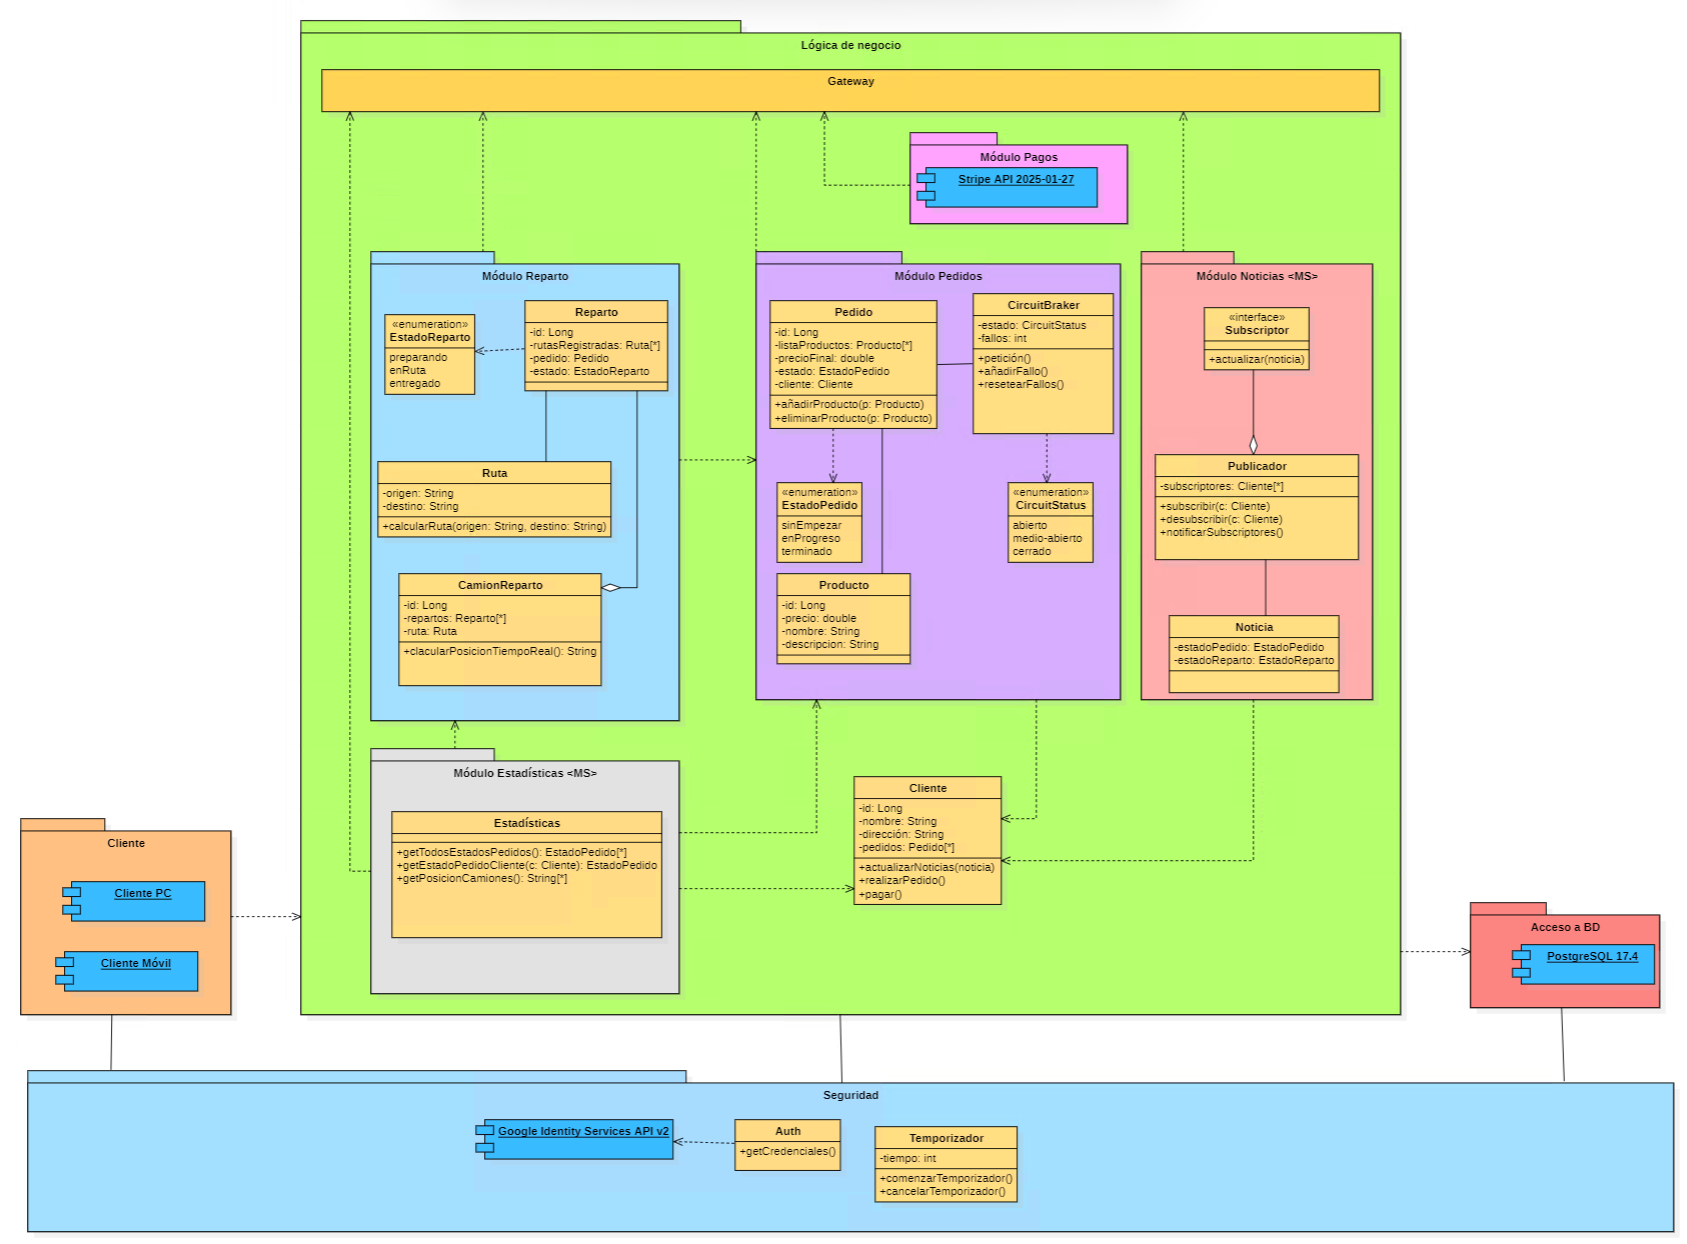 Lógica de negocio
Gateway
Módulo Pagos
Stripe API 2025-01-27
Módulo Reparto
«enumeration»
EstadoReparto
preparando
enRuta
entregado
Reparto
-id: Long
-rutasRegistradas: Ruta[*]
-pedido: Pedido
-estado: EstadoReparto
Ruta
-origen: String
-destino: String
+calcularRuta(origen: String, destino: String)
CamionReparto
-id: Long
-repartos: Reparto[*]
-ruta: Ruta
+clacularPosicionTiempoReal(): String
Módulo Pedidos
Pedido
-id: Long
-listaProductos: Producto[*]
-precioFinal: double
-estado: EstadoPedido
-cliente: Cliente
+añadirProducto(p: Producto)
+eliminarProducto(p: Producto)
CircuitBraker
-estado: CircuitStatus
-fallos: int
+petición()
+añadirFallo()
+resetearFallos()
«enumeration»
EstadoPedido
sinEmpezar
enProgreso
terminado
«enumeration»
CircuitStatus
abierto
medio-abierto
cerrado
Producto
-id: Long
-precio: double
-nombre: String
-descripcion: String
Módulo Noticias <MS>
«interface»
Subscriptor
+actualizar(noticia)
Publicador
-subscriptores: Cliente[*]
+subscribir(c: Cliente)
+desubscribir(c: Cliente)
+notificarSubscriptores()
Noticia
-estadoPedido: EstadoPedido
-estadoReparto: EstadoReparto
Módulo Estadísticas <MS>
Estadísticas
+getTodosEstadosPedidos(): EstadoPedido[*]
+getEstadoPedidoCliente(c: Cliente): EstadoPedido
+getPosicionCamiones(): String[*]
Cliente
-id: Long
-nombre: String
-dirección: String
-pedidos: Pedido[*]
+actualizarNoticias(noticia)
+realizarPedido()
+pagar()
Cliente
Cliente PC
Cliente Móvil
Acceso a BD
PostgreSQL 17.4
Seguridad
Google Identity Services API v2
Auth
+getCredenciales()
Temporizador
-tiempo: int
+comenzarTemporizador()
+cancelarTemporizador()